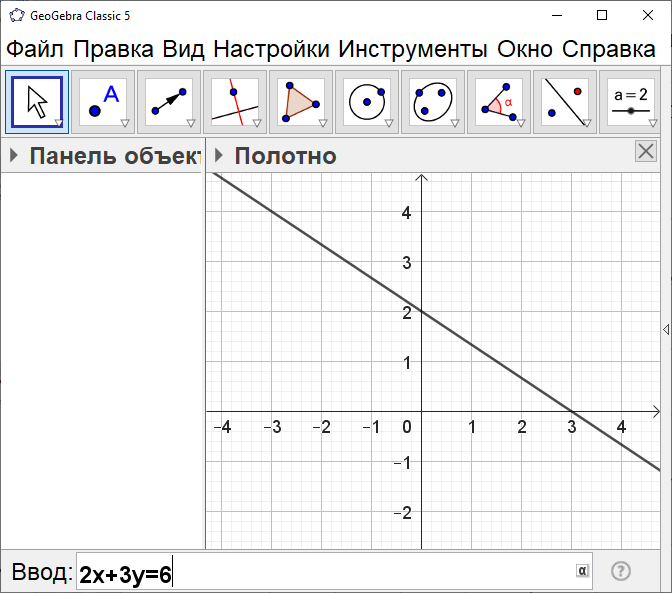 GeoGebra Classic 5
Файл Правка Вид Настройки Инструменты Окно Справка
A α a=2
Панель объект
Полотно
4
3
2
1
−4 −3 −2 −1 0 1 2 3 4
−1
−2
Ввод: 2x+3y=6 α ?